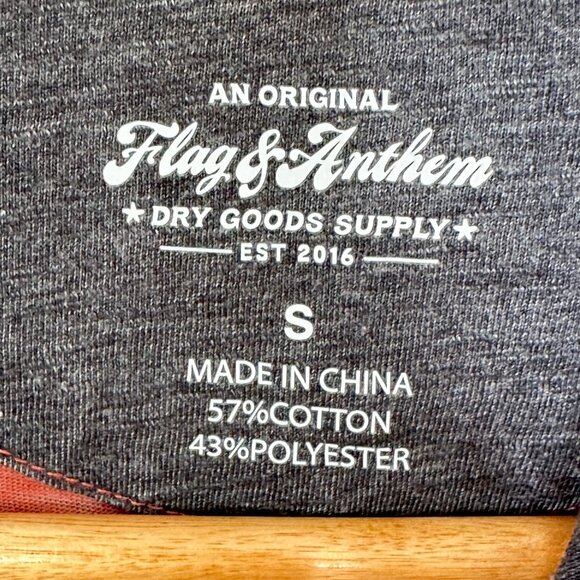 AN ORIGINAL
Flag&Anthem
★DRY GOODS SUPPLY★
EST 2016
S
MADE IN CHINA
57%COTTON
43%POLYESTER